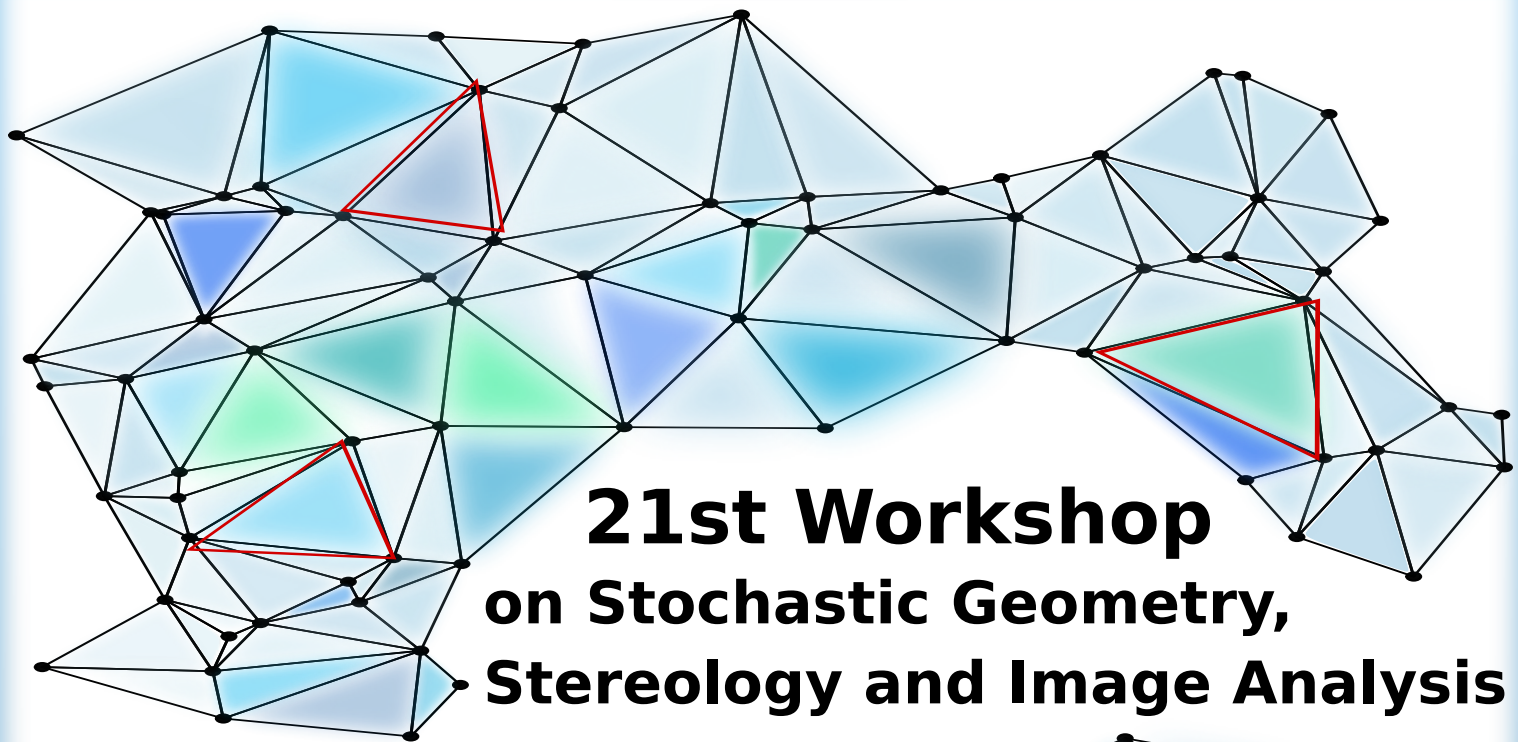 21st Workshop
on Stochastic Geometry,
Stereology and Image Analysis